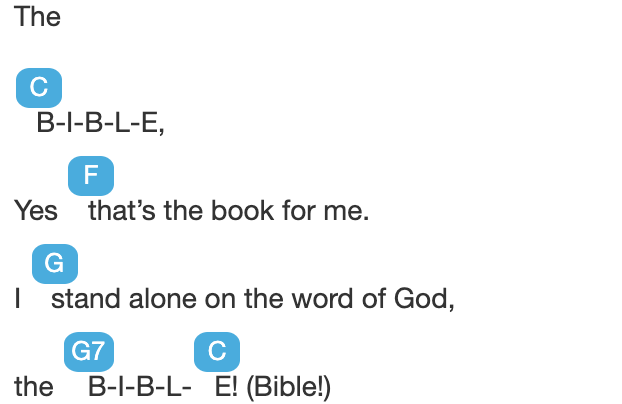 The
C
B-I-B-L-E,
F
Yes that’s the book for me.
G
I stand alone on the word of God,
G7 C
the B-I-B-L- E! (Bible!)